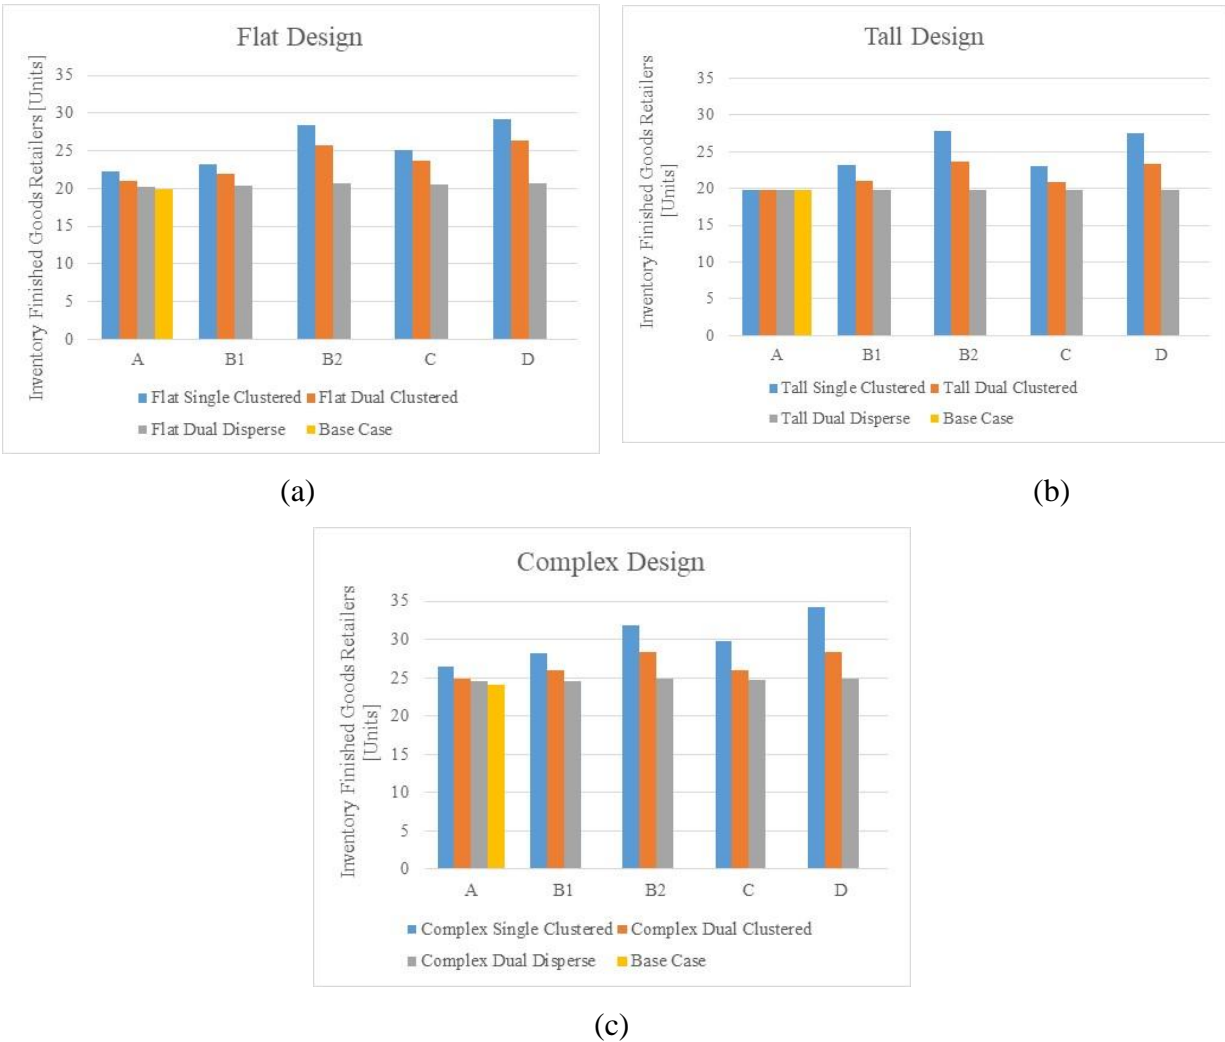 Flat Design
Inventory Finished Goods Retailers [Units]
35
30
25
20
15
10
5
0
A B1 B2 C D
Flat Single Clustered Flat Dual Clustered
Flat Dual Disperse Base Case
(a)
Tall Design
Inventory Finished Goods Retailers
[Units]
35
30
25
20
15
10
5
0
A B1 B2 C D
Tall Single Clustered Tall Dual Clustered
Tall Dual Disperse Base Case
(b)
Complex Design
Inventory Finished Goods Retailers
[Units]
35
30
25
20
15
10
5
0
A B1 B2 C D
Complex Single Clustered Complex Dual Clustered
Complex Dual Disperse Base Case
(c)